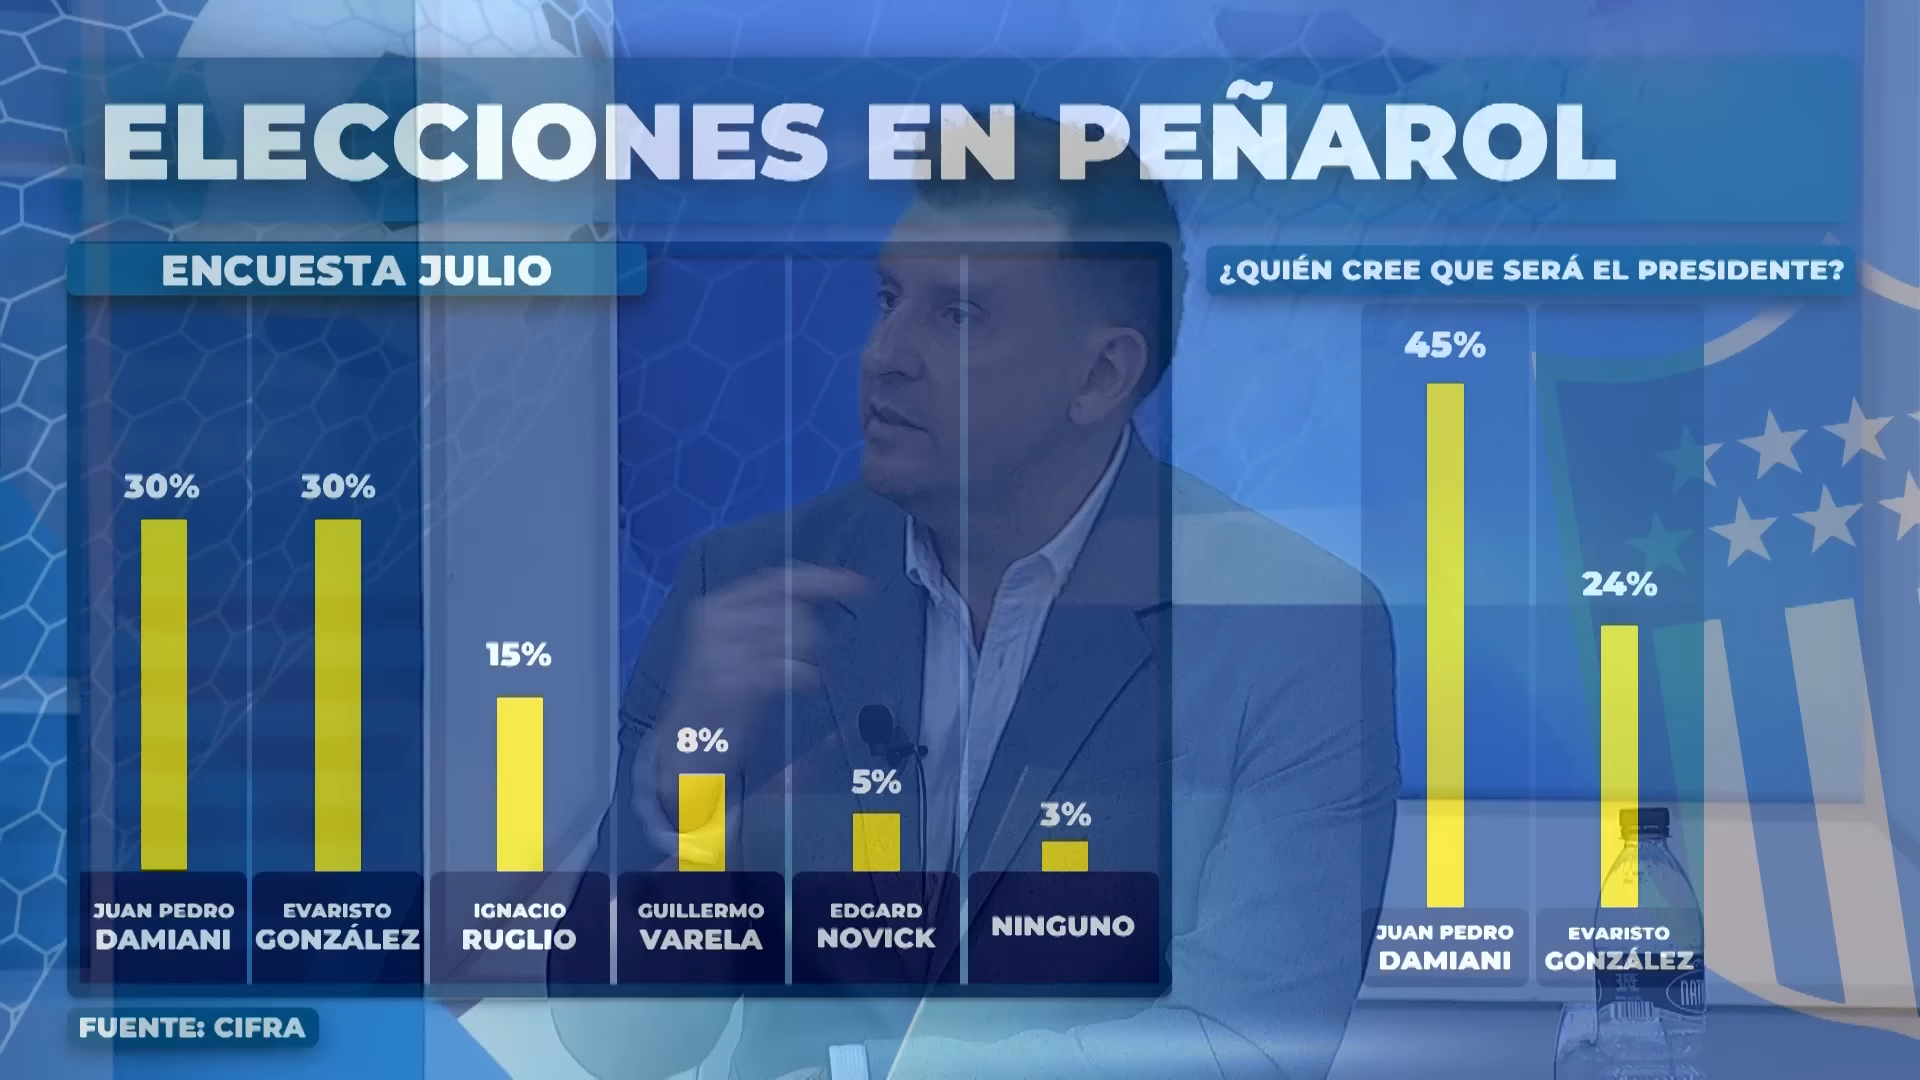 ELECCIONES EN PEÑAROL
ENCUESTA JULIO
30%
30%
15%
8%
5%
3%
JUAN PEDRO
DAMIANI
EVARISTO
GONZÁLEZ
IGNACIO
RUGLIO
GUILLERMO
VARELA
EDGARD
NOVICK
NINGUNO
FUENTE: CIFRA
¿QUIÉN CREE QUE SERÁ EL PRESIDENTE?
45%
24%
JUAN PEDRO
DAMIANI
EVARISTO
GONZÁLEZ